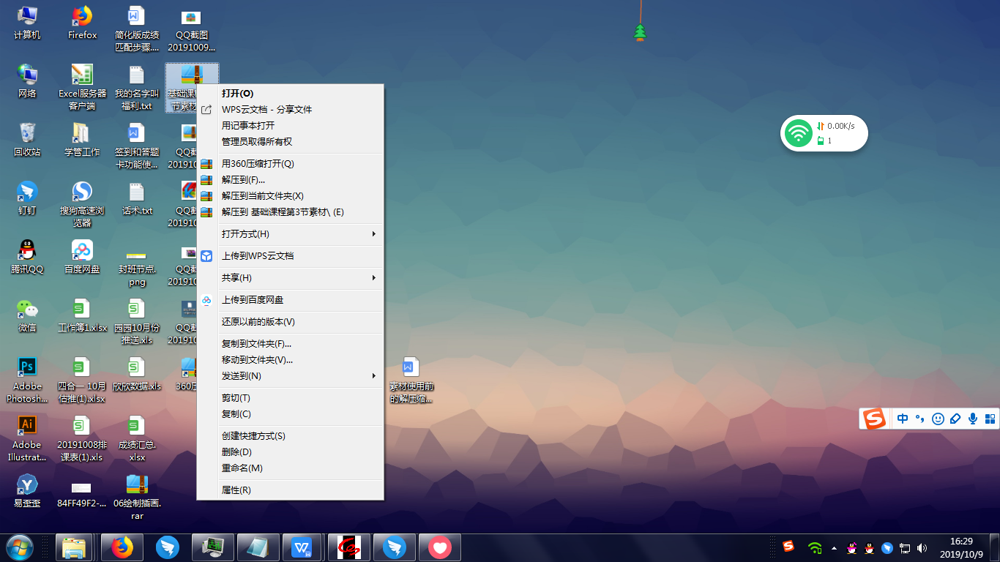 计算机
Firefox
简化版成绩
匹配步骤....
QQ截图
20191009...
网络
Excel服务器
客户端
我的名字叫
福利.txt
基础课
节素材
回收站
学管工作
签到和答题
卡功能使...
QQ截
20191
钉钉
搜狗高速浏
览器
话术.txt
QQ截
20191
腾讯QQ
百度网盘
封班节点.
png
QQ截
20191
微信
工作簿1.xlsx
园园10月份
推送.xls
QQ截
20191
Adobe
Photosh...
四合一 10月
估推(1).xlsx
欣欣数据.xls
360压
Adobe
Illustrat...
20191008排
课表(1).xls
成绩汇总.
xlsx
易歪歪
84FF49F2-...
06绘制插画.
rar
打开(O)
WPS云文档 - 分享文件
用记事本打开
管理员取得所有权
用360压缩打开(Q)
解压到(F)...
解压到当前文件夹(X)
解压到 基础课程第3节素材\ (E)
打开方式(H)
上传到WPS云文档
共享(H)
上传到百度网盘
还原以前的版本(V)
复制到文件夹(F)...
移动到文件夹(V)...
发送到(N)
剪切(T)
复制(C)
创建快捷方式(S)
删除(D)
重命名(M)
属性(R)
素材使用前
的解压缩...
0.00K/s
1
中
16:29
2019/10/9